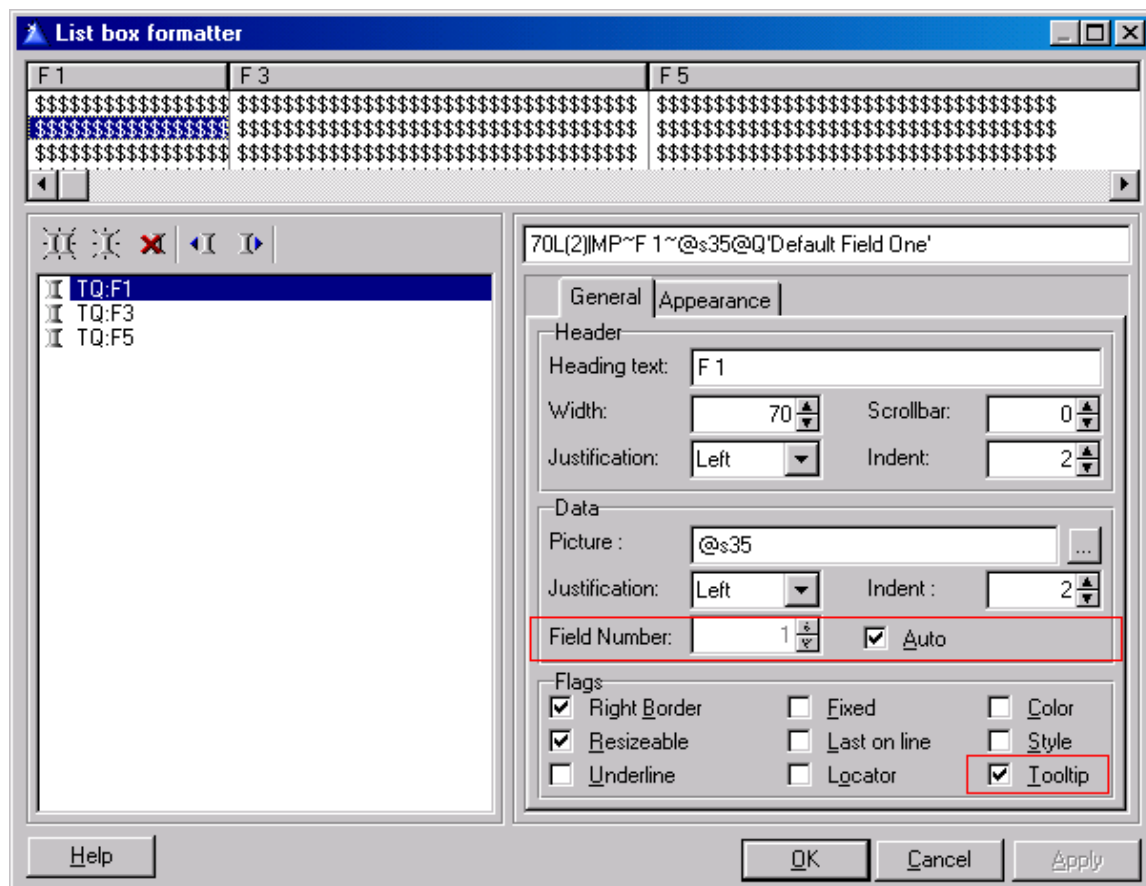 List box formatter
F 1 F 3 F 5
$$$$$$$$$$$$$$$$$ $$$$$$$$$$$$$$$$$$$$$$$$$$$$$$$$$$$ $$$$$$$$$$$$$$$$$$$$$$$$$$$$$$$$$$$
$$$$$$$$$$$$$$$$$ $$$$$$$$$$$$$$$$$$$$$$$$$$$$$$$$$$$ $$$$$$$$$$$$$$$$$$$$$$$$$$$$$$$$$$$
$$$$$$$$$$$$$$$$$ $$$$$$$$$$$$$$$$$$$$$$$$$$$$$$$$$$$ $$$$$$$$$$$$$$$$$$$$$$$$$$$$$$$$$$$
70L(2)|MP~F 1~@s35@Q'Default Field One'
TQ:F1
TQ:F3
TQ:F5
General Appearance
Header
Heading text: F 1
Width: 70 Scrollbar: 0
Justification: Left Indent: 2
Data
Picture : @s35 ...
Justification: Left Indent : 2
Field Number: 1 Auto
Flags
Right Border Fixed Color
Resizeable Last on line Style
Underline Locator Tooltip
Help OK Cancel Apply